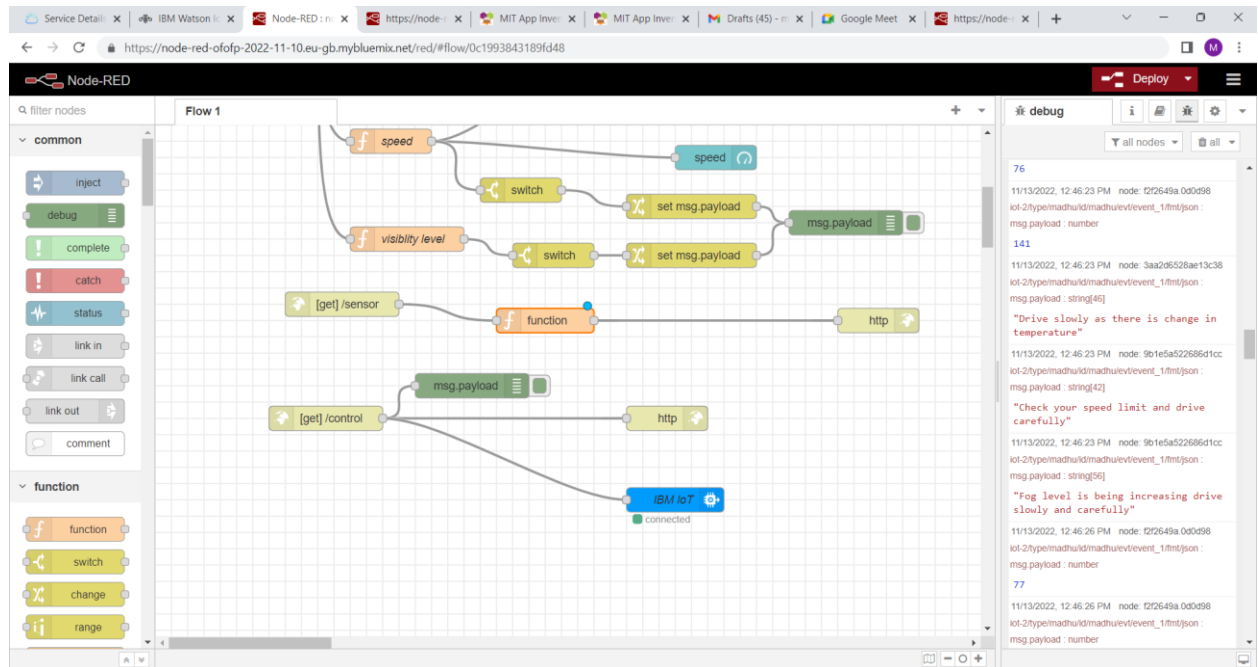 Service Details
IBM Watson Io
Node-RED : no
https://node-r
MIT App Inven
MIT App Inven
Drafts (45) - m
Google Meet
https://node-r
https://node-red-ofofp-2022-11-10.eu-gb.mybluemix.net/red/#flow/0c1993843189fd48
M
Node-RED
Deploy
filter nodes
common
inject
debug
complete
catch
status
link in
link call
link out
comment
function
function
switch
change
range
Flow 1
speed
speed
switch
set msg.payload
msg.payload
visiblity level
switch
set msg.payload
[get] /sensor
function
http
msg.payload
[get] /control
http
IBM IoT
connected
debug
all nodes
all
76
11/13/2022, 12:46:23 PM node: f2f2649a.0d0d98
iot-2/type/madhu/id/madhu/evt/event_1/fmt/json :
msg.payload : number
141
11/13/2022, 12:46:23 PM node: 3aa2d6528ae13c38
iot-2/type/madhu/id/madhu/evt/event_1/fmt/json :
msg.payload : string[46]
"Drive slowly as there is change in
temperature"
11/13/2022, 12:46:23 PM node: 9b1e5a522686d1cc
iot-2/type/madhu/id/madhu/evt/event_1/fmt/json :
msg.payload : string[42]
"Check your speed limit and drive
carefully"
11/13/2022, 12:46:23 PM node: 9b1e5a522686d1cc
iot-2/type/madhu/id/madhu/evt/event_1/fmt/json :
msg.payload : string[56]
"Fog level is being increasing drive
slowly and carefully"
11/13/2022, 12:46:26 PM node: f2f2649a.0d0d98
iot-2/type/madhu/id/madhu/evt/event_1/fmt/json :
msg.payload : number
77
11/13/2022, 12:46:26 PM node: f2f2649a.0d0d98
iot-2/type/madhu/id/madhu/evt/event_1/fmt/json :
msg.payload : number